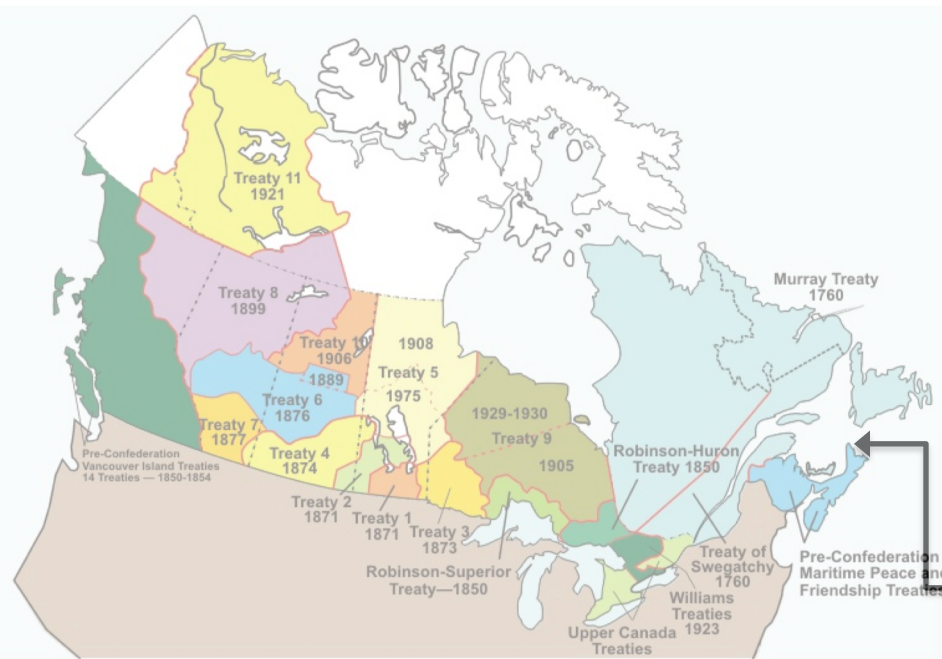 Treaty 11
1921
Murray Treaty
1760
Treaty 8
1899
Treaty 10
1906
1908
1889
Treaty 5
1975
Treaty 6
1876
Treaty 7
1877
1929-1930
Treaty 9
1905
Treaty 4
1874
Robinson-Huron
Treaty 1850
Pre-Confederation
Vancouver Island Treaties
14 Treaties — 1850-1854
Treaty 2
1871
Treaty 1
1871
Treaty 3
1873
Robinson-Superior
Treaty—1850
Treaty of
Swegatchy
1760
Pre-Confederation
Maritime Peace and
Friendship Treaties
Williams
Treaties
1923
Upper Canada
Treaties